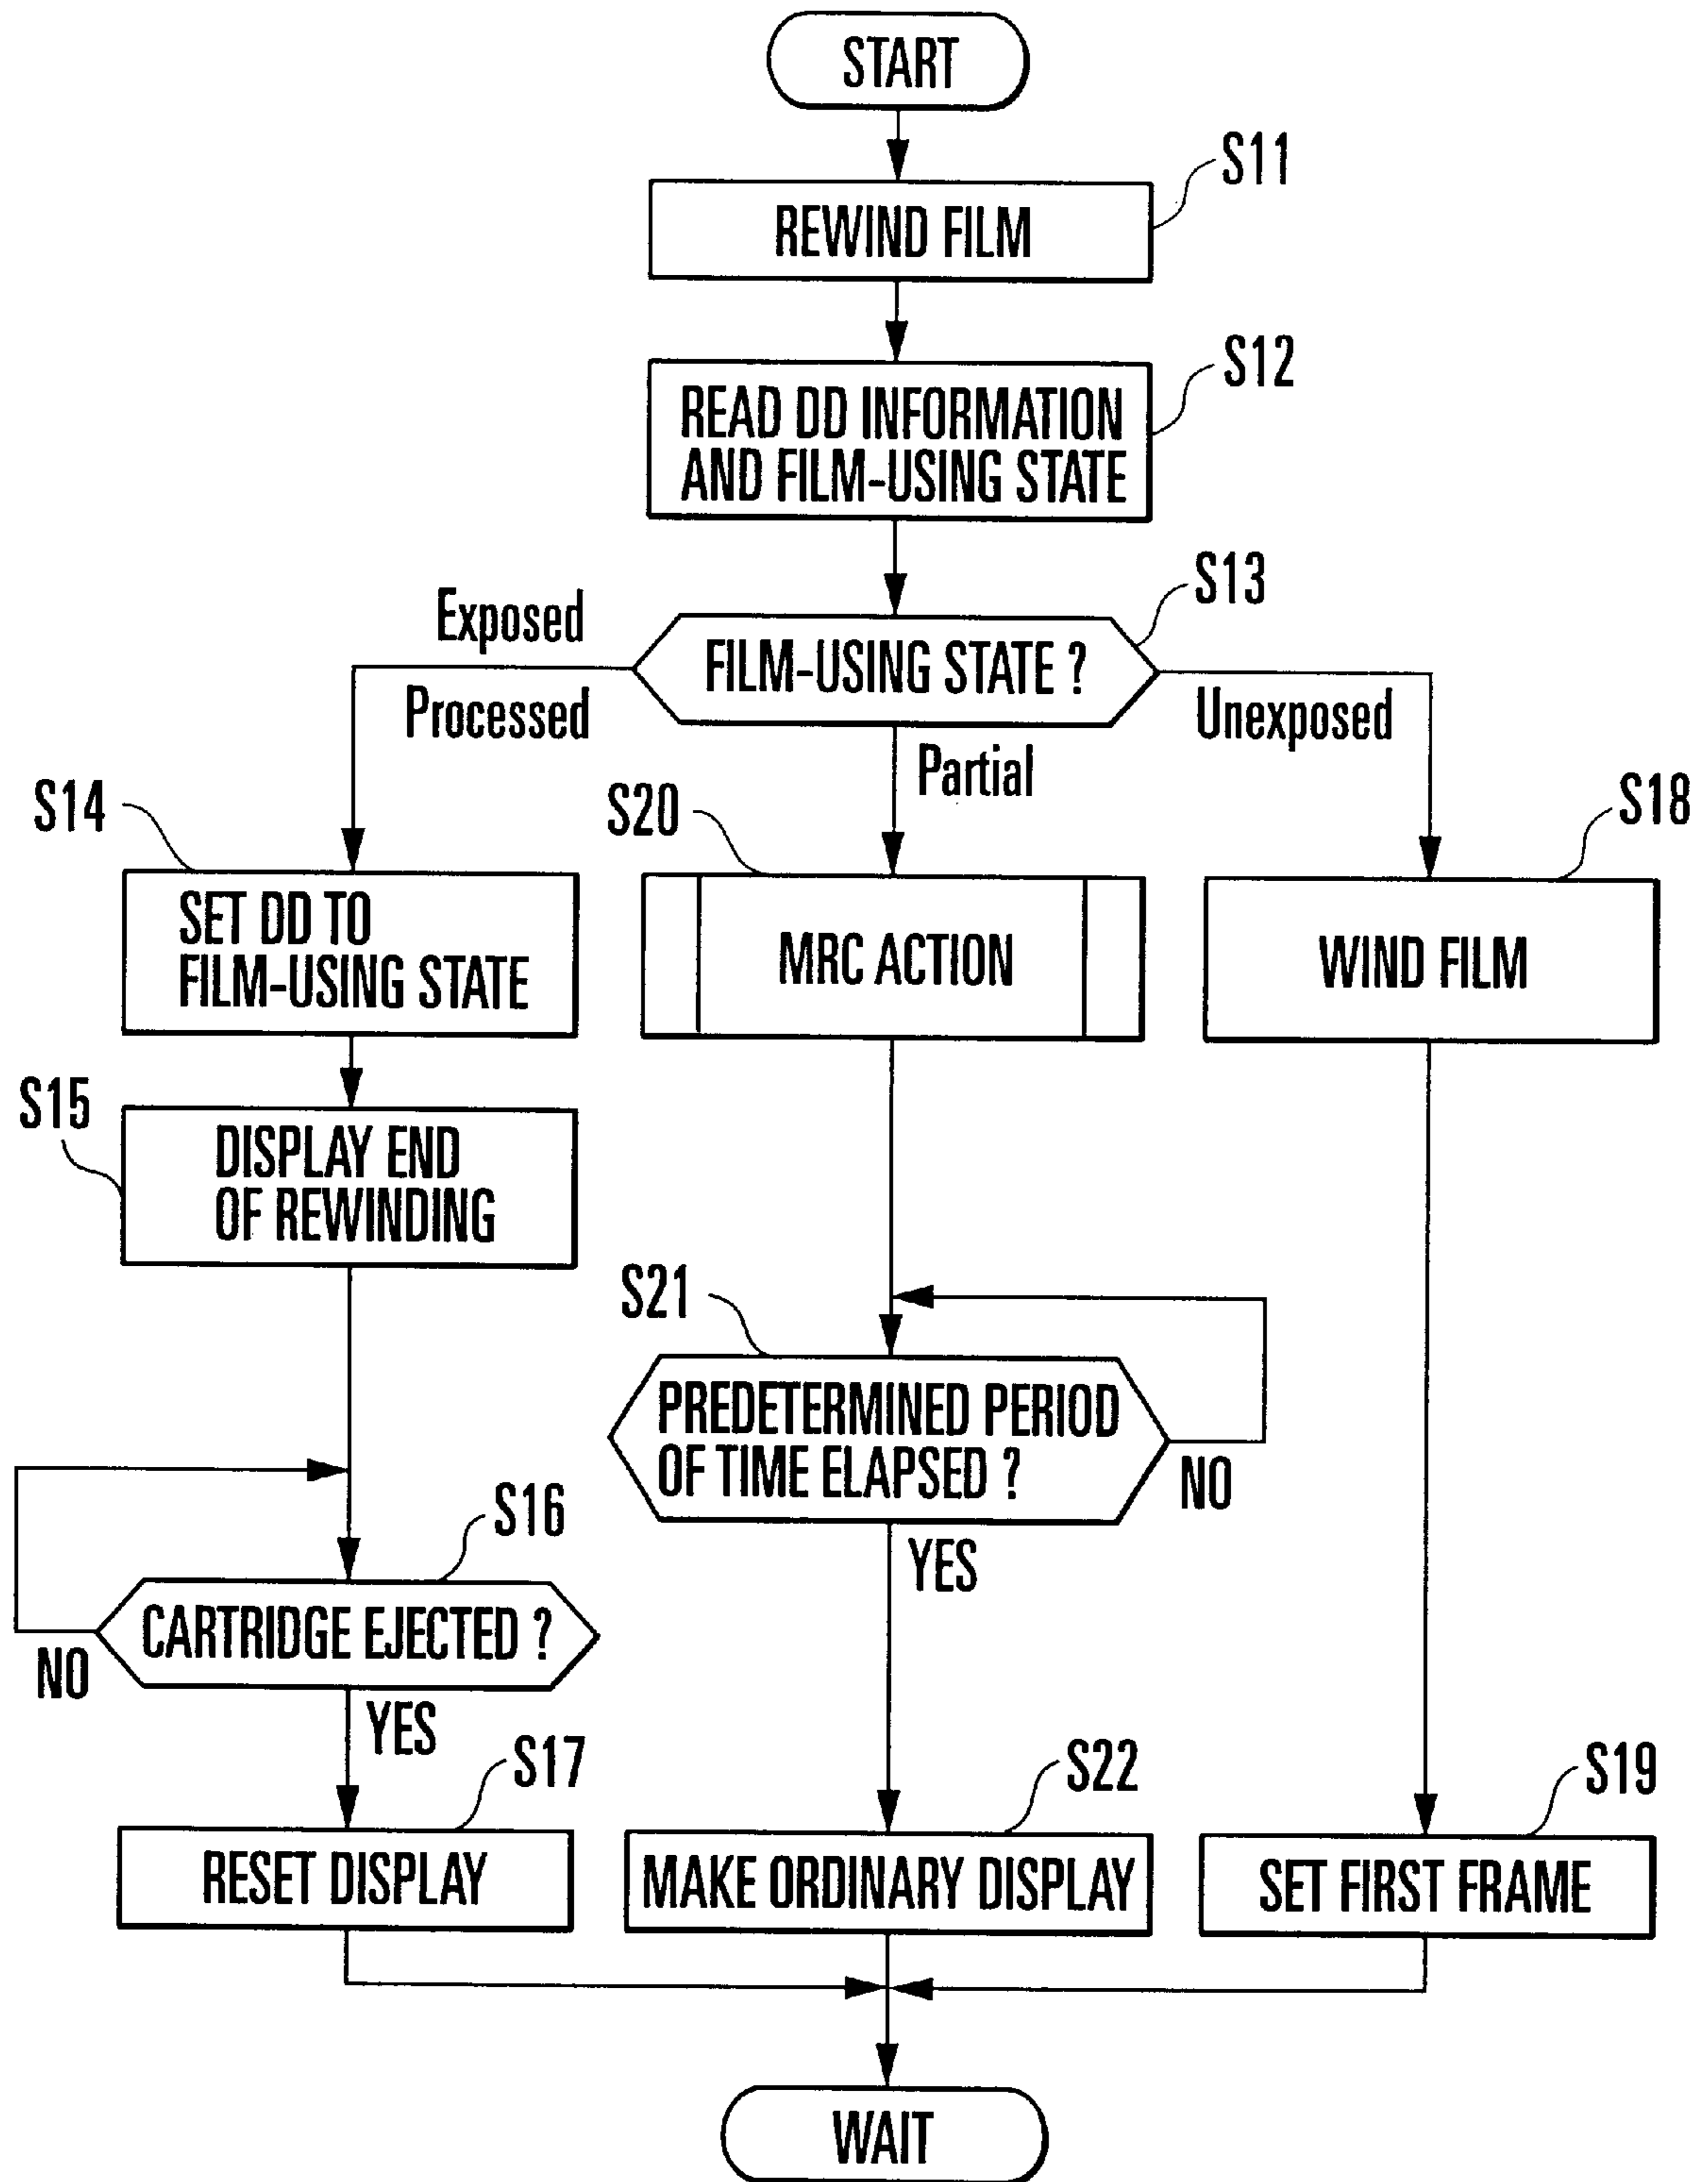 START
S11
REWIND FILM
S12
READ DD INFORMATION
AND FILM-USING STATE
S13
Exposed
FILM-USING STATE ?
Processed
Unexposed
Partial
S14
S20
S18
SET DD TO
FILM-USING STATE
MRC ACTION
WIND FILM
S15
DISPLAY END
OF REWINDING
S21
PREDETERMINED PERIOD
OF TIME ELAPSED ?
NO
YES
S16
CARTRIDGE EJECTED ?
NO
YES
S17
S22
S19
RESET DISPLAY
MAKE ORDINARY DISPLAY
SET FIRST FRAME
WAIT